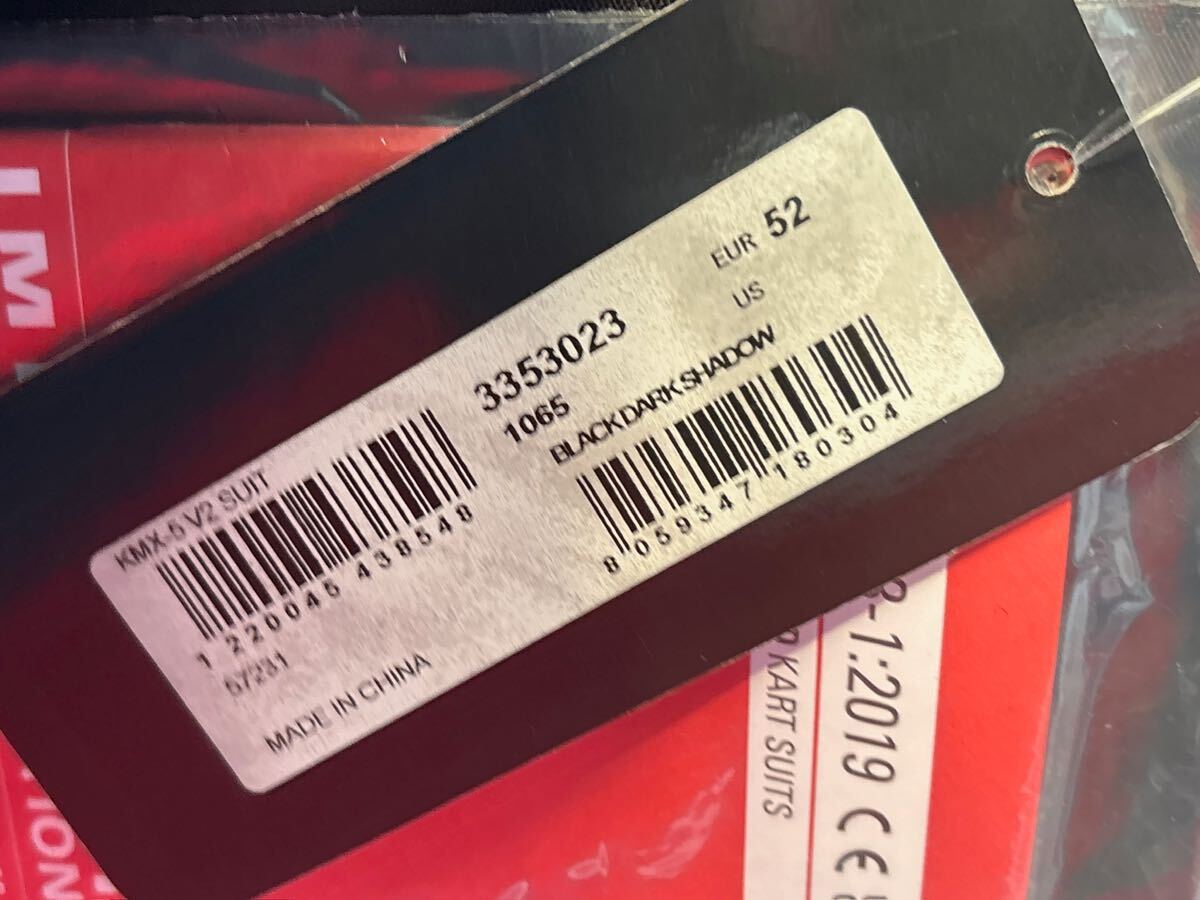 EUR 52
US
3353023
1065
BLACK DARK SHADOW
8 059347 180304
KMX-5 V2 SUIT
1 220045 438548
57231
MADE IN CHINA
-1:2019 CE
KART SUITS